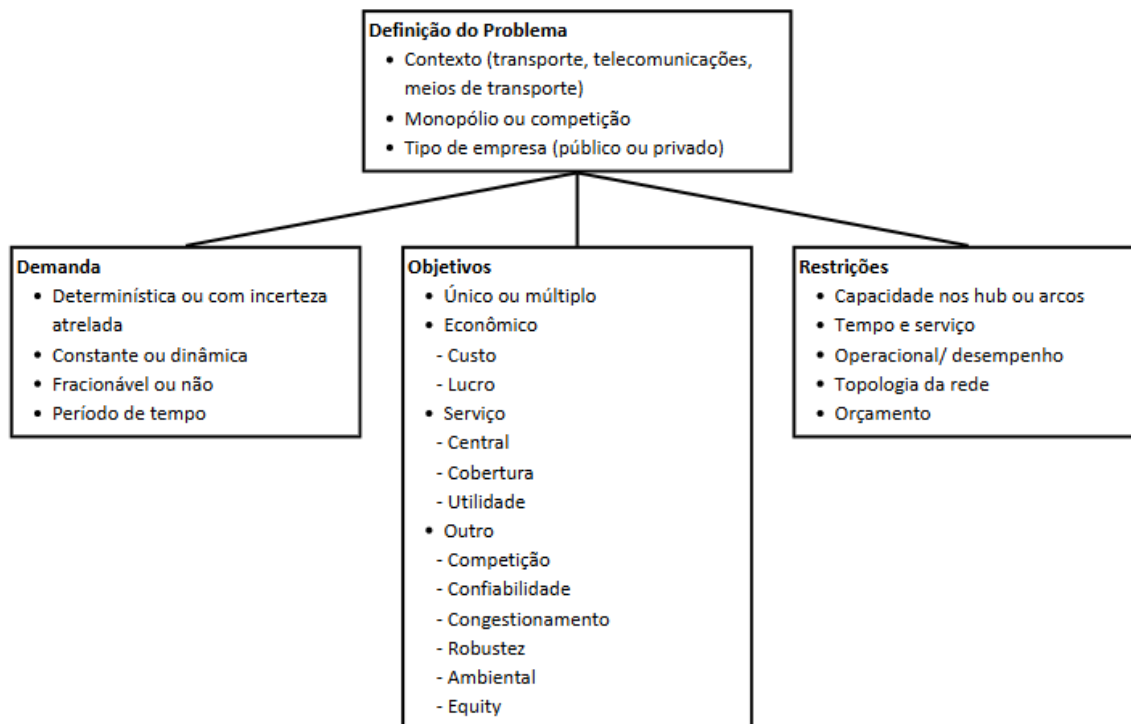 Definição do Problema
• Contexto (transporte, telecomunicações,
meios de transporte)
• Monopólio ou competição
• Tipo de empresa (público ou privado)
Demanda
• Determinística ou com incerteza
atrelada
• Constante ou dinâmica
• Fracionável ou não
• Período de tempo
Objetivos
• Único ou múltiplo
• Econômico
- Custo
- Lucro
• Serviço
- Central
- Cobertura
- Utilidade
• Outro
- Competição
- Confiabilidade
- Congestionamento
- Robustez
- Ambiental
- Equity
Restrições
• Capacidade nos hub ou arcos
• Tempo e serviço
• Operacional/ desempenho
• Topologia da rede
• Orçamento